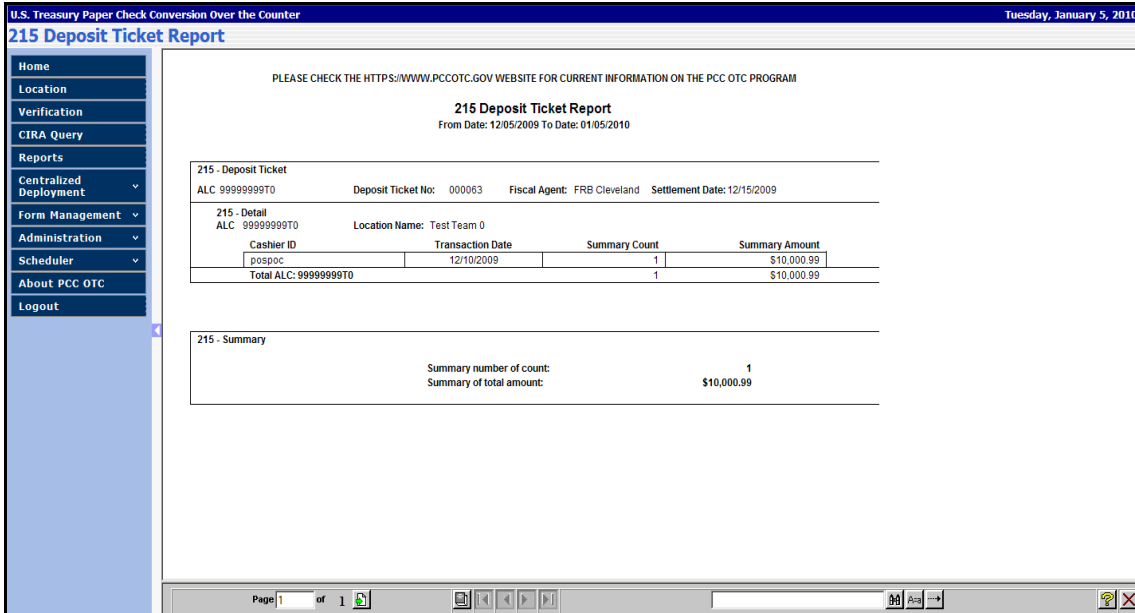 U.S. Treasury Paper Check Conversion Over the Counter Tuesday, January 5, 2010
215 Deposit Ticket Report
Home
Location
Verification
CIRA Query
Reports
Centralized
Deployment
Form Management
Administration
Scheduler
About PCC OTC
Logout
PLEASE CHECK THE HTTPS://WWW.PCCOTC.GOV WEBSITE FOR CURRENT INFORMATION ON THE PCC OTC PROGRAM
215 Deposit Ticket Report
From Date: 12/05/2009 To Date: 01/05/2010
215 - Deposit Ticket
ALC 99999999T0 Deposit Ticket No: 000063 Fiscal Agent: FRB Cleveland Settlement Date: 12/15/2009
215 - Detail
ALC 99999999T0 Location Name: Test Team 0
Cashier ID Transaction Date Summary Count Summary Amount
pospoc 12/10/2009 1 $10,000.99
Total ALC: 99999999T0 1 $10,000.99
215 - Summary
Summary number of count: 1
Summary of total amount: $10,000.99
Page 1 of 1 A=a ?